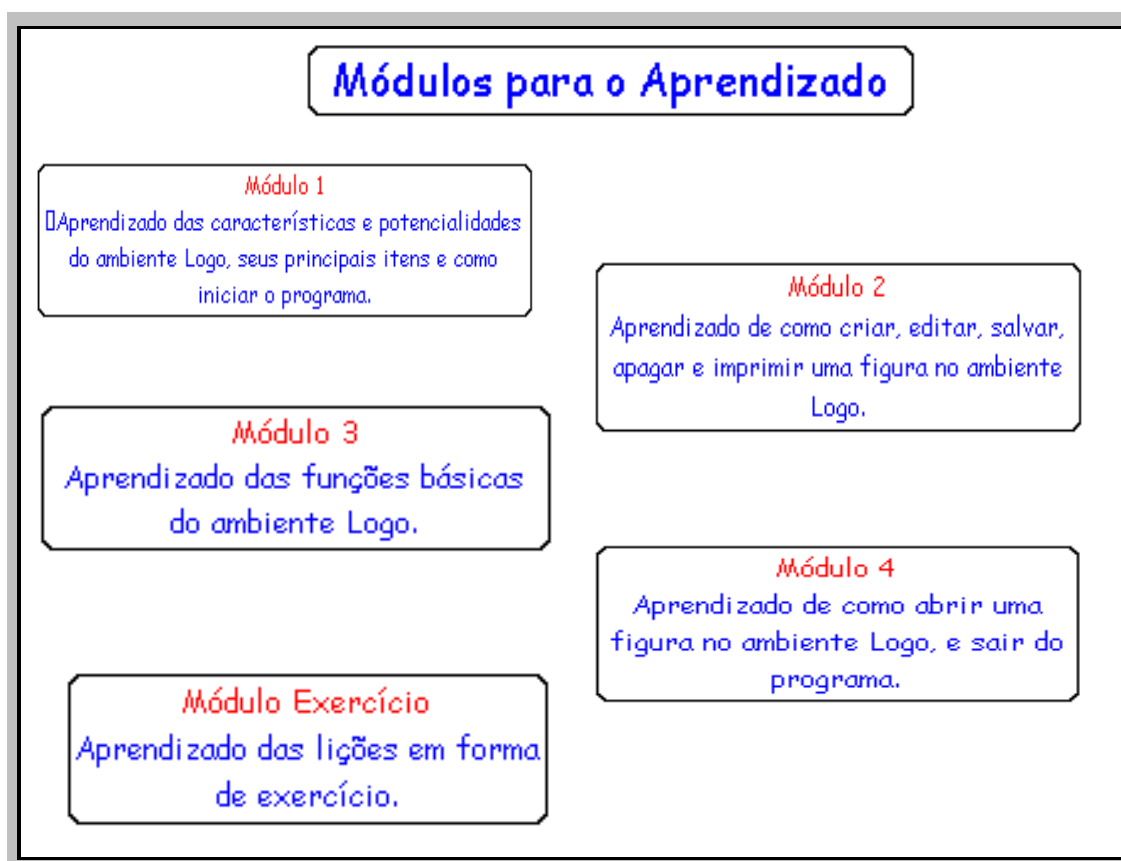 Módulos para o Aprendizado
Módulo 1
▯Aprendizado das características e potencialidades
do ambiente Logo, seus principais itens e como
iniciar o programa.
Módulo 2
Aprendizado de como criar, editar, salvar,
apagar e imprimir uma figura no ambiente
Logo.
Módulo 3
Aprendizado das funções básicas
do ambiente Logo.
Módulo 4
Aprendizado de como abrir uma
figura no ambiente Logo, e sair do
programa.
Módulo Exercício
Aprendizado das lições em forma
de exercício.